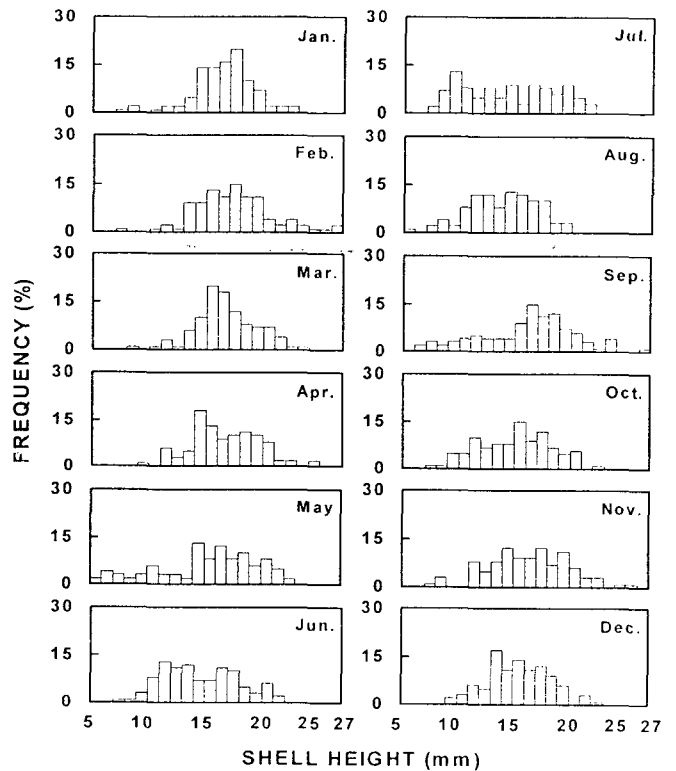 30 Jan. 30 Jul.
15 15
0 0
30 Feb. 30 Aug.
15 15
0 0
30 Mar. 30 Sep.
15 15
0 0
30 Apr. 30 Oct.
15 15
0 0
30 May 30 Nov.
15 15
0 0
30 Jun. 30 Dec.
15 15
0 0
5 10 15 20 25 27 5 10 15 20 25 27
FREQUENCY (%)
SHELL HEIGHT (mm)